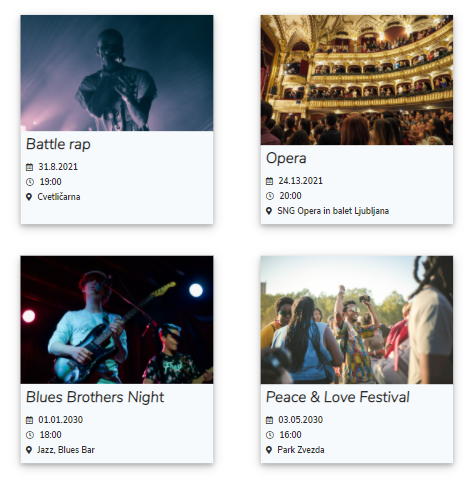 Battle rap
31.8.2021
19:00
Cvetličarna
Opera
24.13.2021
20:00
SNG Opera in balet Ljubljana
Blues Brothers Night
01.01.2030
18:00
Jazz, Blues Bar
Peace & Love Festival
03.05.2030
16:00
Park Zvezda